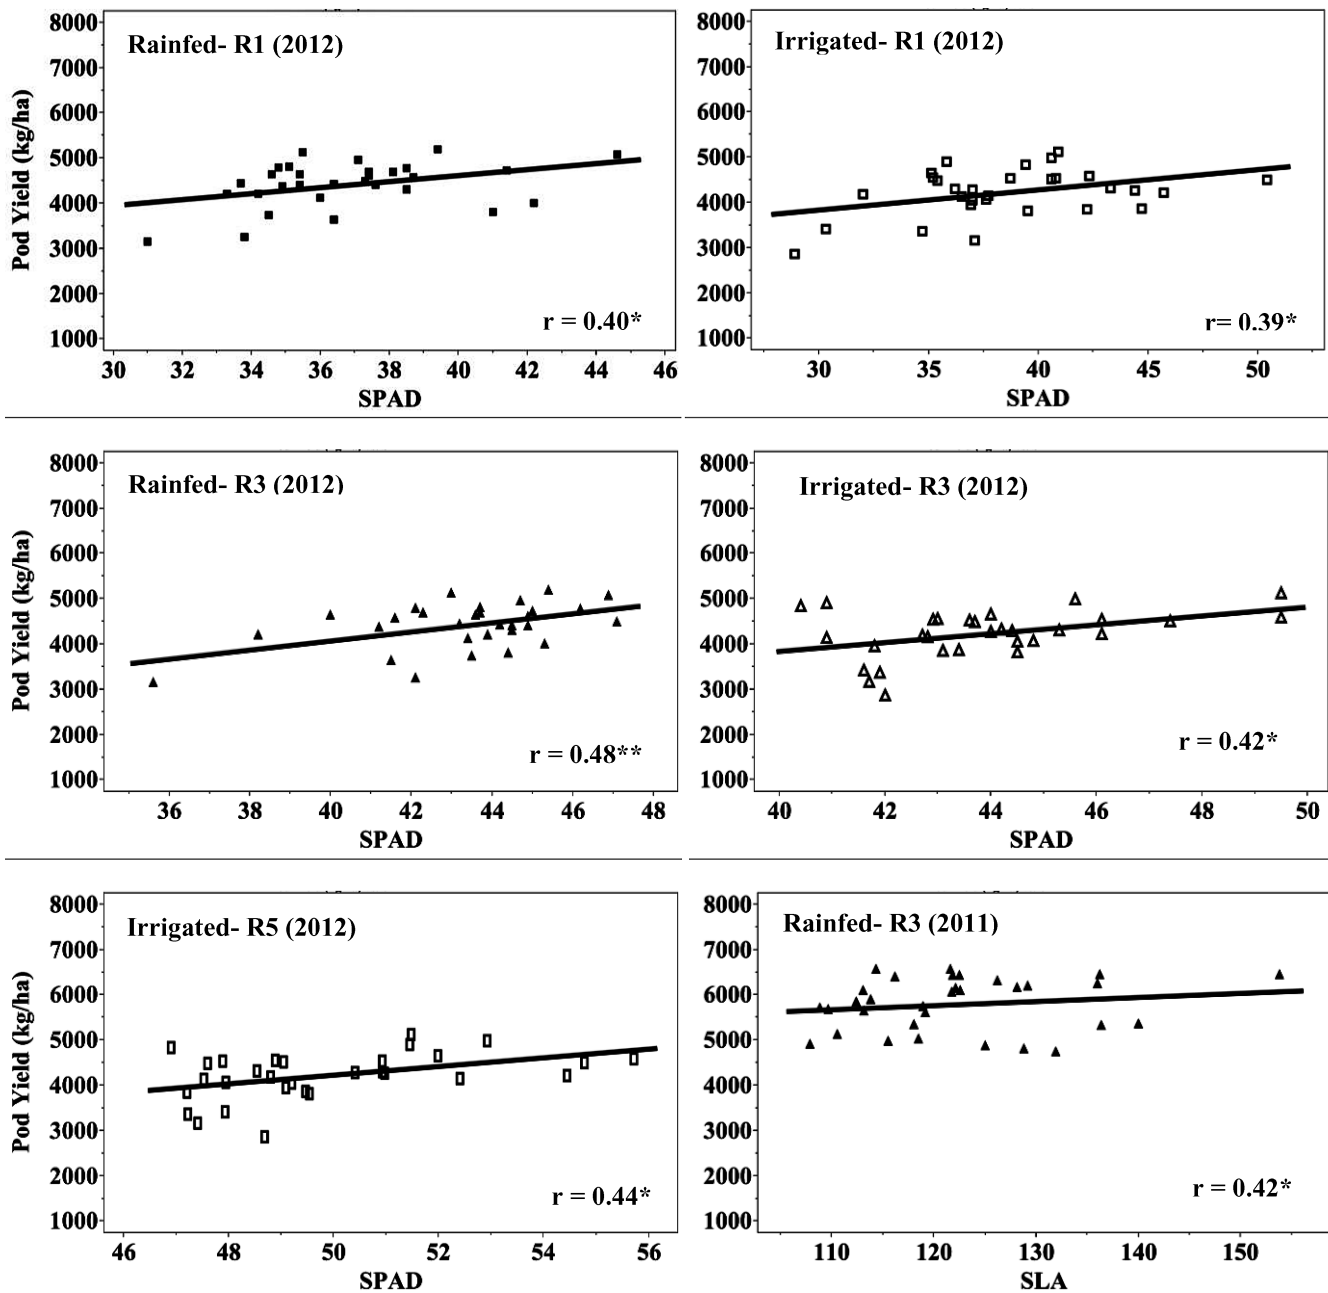 Rainfed- R1 (2012)
Pod Yield (kg/ha)
8000
7000
6000
5000
4000
3000
2000
1000
r = 0.40*
30 32 34 36 38 40 42 44 46
SPAD
Irrigated- R1 (2012)
8000
7000
6000
5000
4000
3000
2000
1000
r= 0.39*
30 35 40 45 50
SPAD
Rainfed- R3 (2012)
Pod Yield (kg/ha)
8000
7000
6000
5000
4000
3000
2000
1000
r = 0.48**
36 38 40 42 44 46 48
SPAD
Irrigated- R3 (2012)
8000
7000
6000
5000
4000
3000
2000
1000
r = 0.42*
40 42 44 46 48 50
SPAD
Irrigated- R5 (2012)
Pod Yield (kg/ha)
8000
7000
6000
5000
4000
3000
2000
1000
r = 0.44*
46 48 50 52 54 56
SPAD
Rainfed- R3 (2011)
8000
7000
6000
5000
4000
3000
2000
1000
r = 0.42*
110 120 130 140 150
SLA